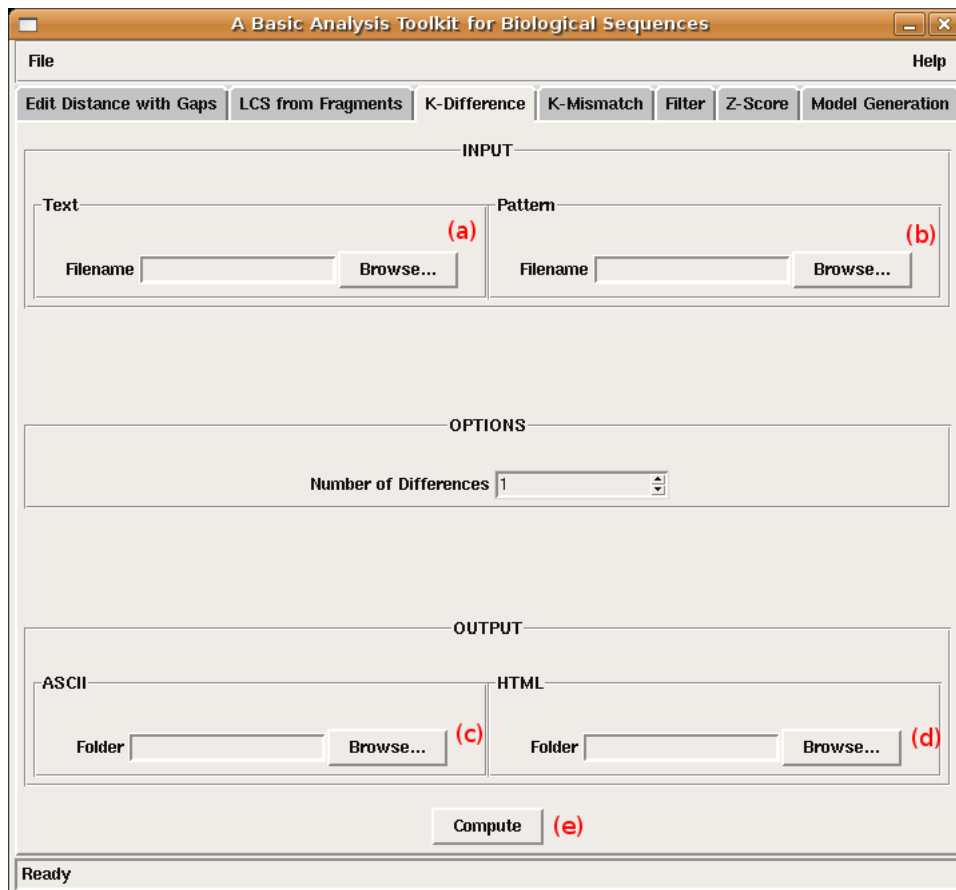 A Basic Analysis Toolkit for Biological Sequences
File Help
Edit Distance with Gaps LCS from Fragments K-Difference K-Mismatch Filter Z-Score Model Generation
INPUT
Text Pattern
(a) (b)
Filename Browse... Filename Browse...
OPTIONS
Number of Differences 1
OUTPUT
ASCII HTML
Folder Browse... (c) Folder Browse... (d)
Compute (e)
Ready